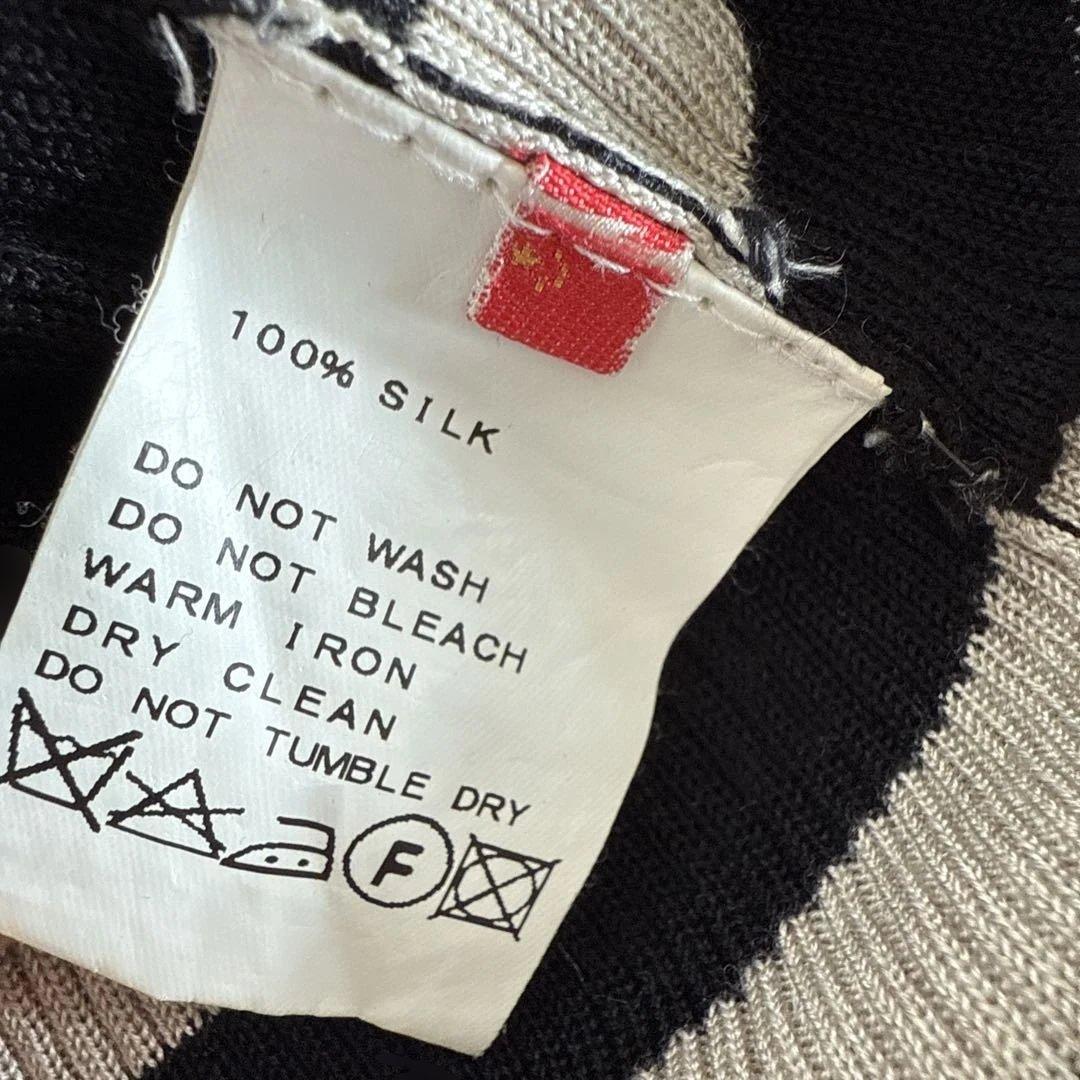 100% SILK
DO NOT WASH
DO NOT BLEACH
WARM IRON
DRY CLEAN
DO NOT TUMBLE DRY
F